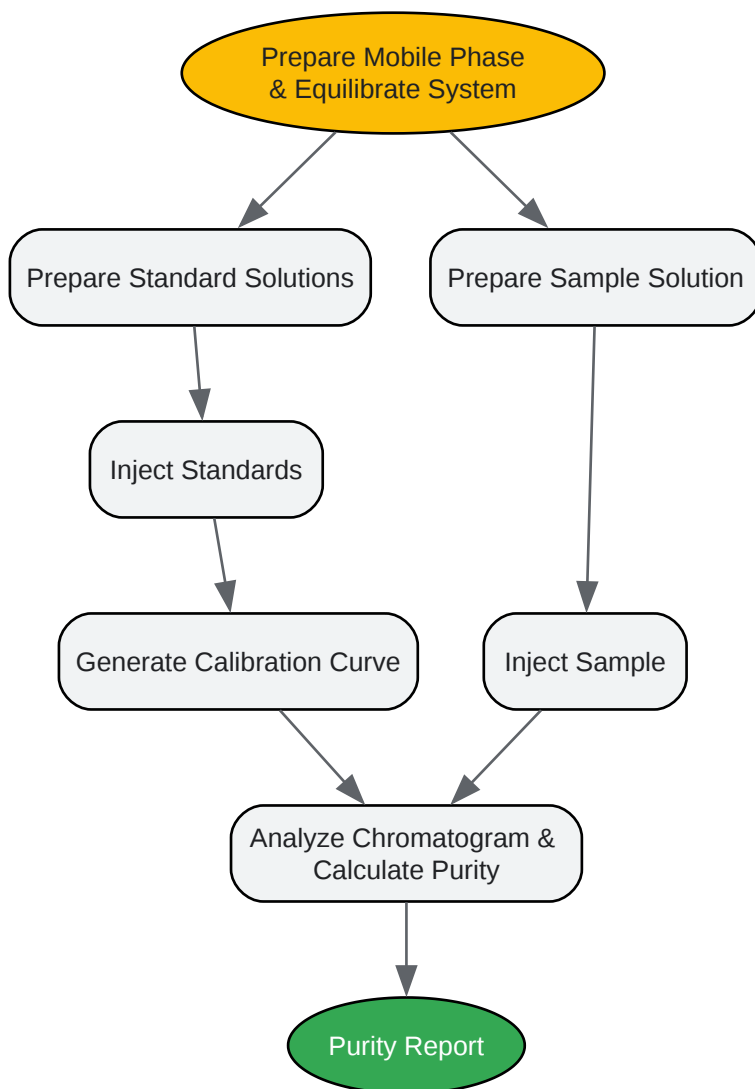 Prepare Mobile Phase
& Equilibrate System
Prepare Standard Solutions
Prepare Sample Solution
Inject Standards
Generate Calibration Curve
Inject Sample
Analyze Chromatogram &
Calculate Purity
Purity Report